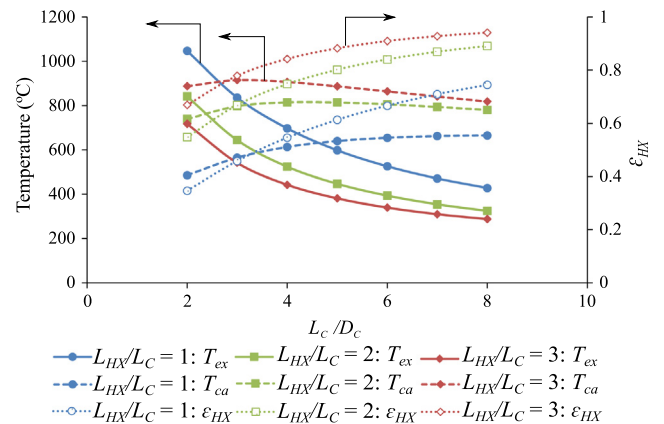 1200
1000
800
600
400
200
0
Temperature (ºC)
1
0.8
0.6
0.4
0.2
0
ε_HX
0 2 4 6 8 10
L_C /D_C
L_HX/L_C = 1: T_ex L_HX/L_C = 2: T_ex L_HX/L_C = 3: T_ex
L_HX/L_C = 1: T_ca L_HX/L_C = 2: T_ca L_HX/L_C = 3: T_ca
L_HX/L_C = 1: ε_HX L_HX/L_C = 2: ε_HX L_HX/L_C = 3: ε_HX